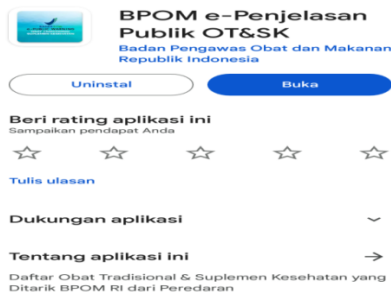 BPOM e-Penjelasan
Publik OT&SK
Badan Pengawas Obat dan Makanan
Republik Indonesia
Uninstal
Buka
Beri rating aplikasi ini
Sampaikan pendapat Anda
Tulis ulasan
Dukungan aplikasi
Tentang aplikasi ini
Daftar Obat Tradisional & Suplemen Kesehatan yang
Ditarik BPOM RI dari Peredaran